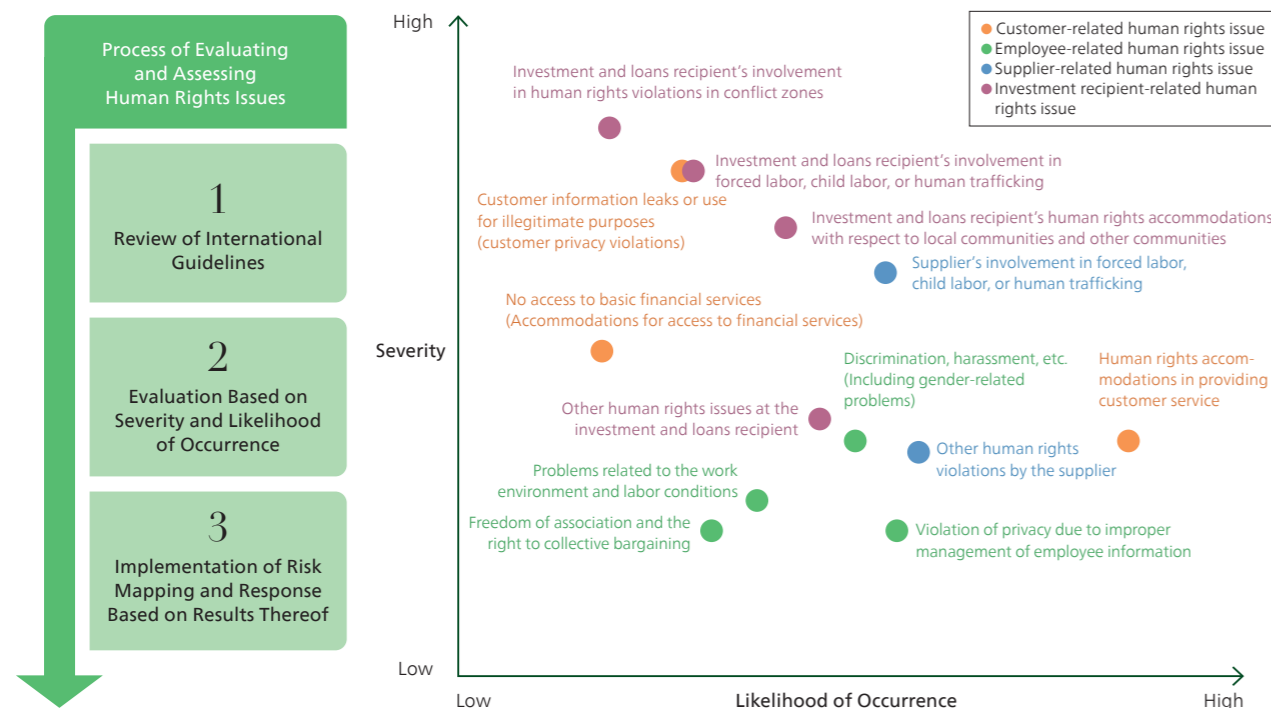 Process of Evaluating
and Assessing
Human Rights Issues
1
Review of International
Guidelines
2
Evaluation Based on
Severity and Likelihood
of Occurrence
3
Implementation of Risk
Mapping and Response
Based on Results Thereof
High
Severity
Low
Low
Likelihood of Occurrence
High
Customer-related human rights issue
Employee-related human rights issue
Supplier-related human rights issue
Investment recipient-related human
rights issue
Investment and loans recipient's involvement
in human rights violations in conflict zones
Investment and loans recipient's involvement in
forced labor, child labor, or human trafficking
Customer information leaks or use
for illegitimate purposes
(customer privacy violations)
Investment and loans recipient's human rights accommodations
with respect to local communities and other communities
Supplier's involvement in forced labor,
child labor, or human trafficking
No access to basic financial services
(Accommodations for access to financial services)
Discrimination, harassment, etc.
(Including gender-related
problems)
Human rights accom-
modations in providing
customer service
Other human rights issues at the
investment and loans recipient
Other human rights
violations by the supplier
Problems related to the work
environment and labor conditions
Freedom of association and the
right to collective bargaining
Violation of privacy due to improper
management of employee information